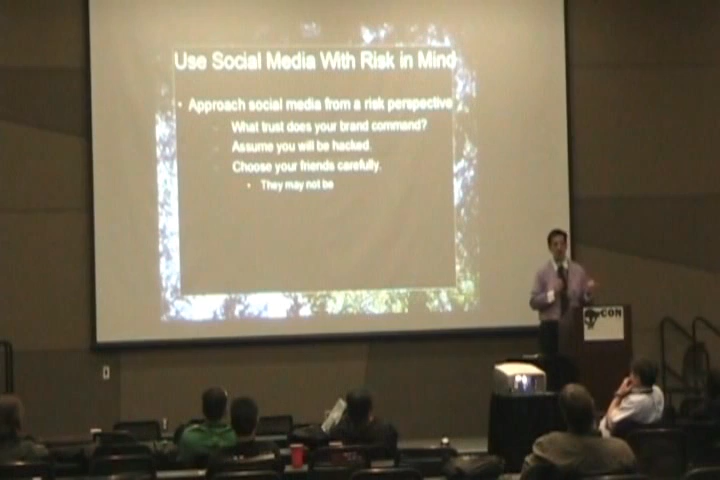 Use Social Media With Risk in Mind
• Approach social media from a risk perspective
What trust does your brand command?
Assume you will be hacked.
Choose your friends carefully.
• They may not be
CON